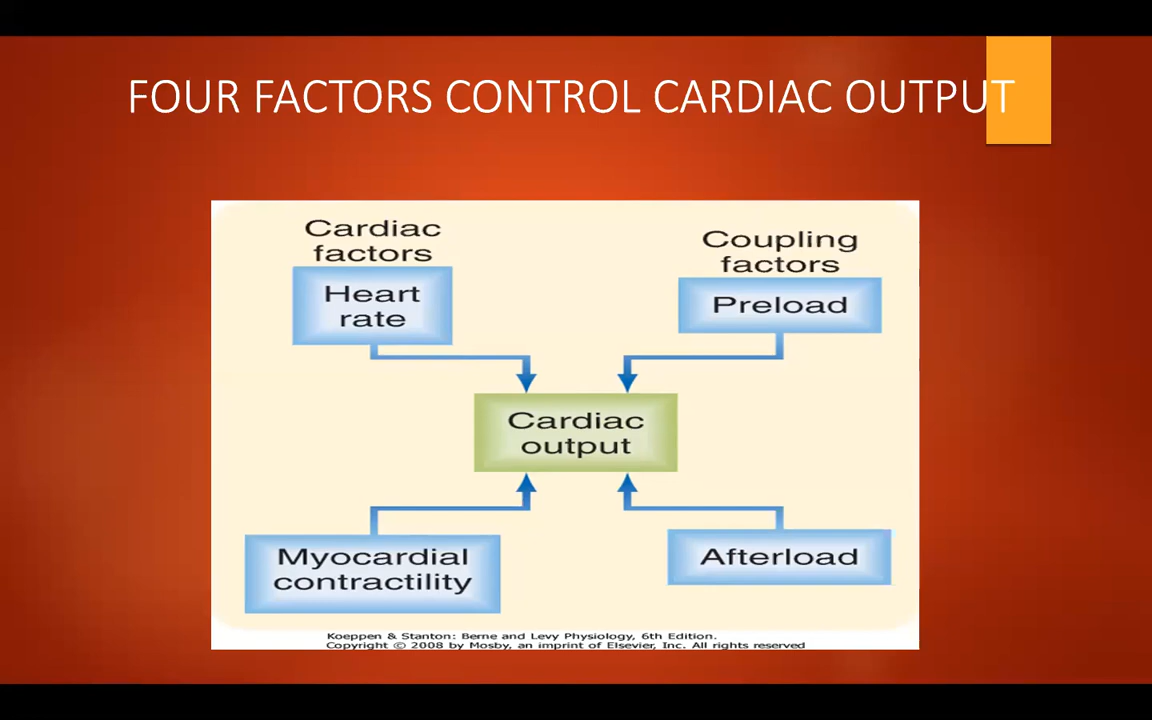 FOUR FACTORS CONTROL CARDIAC OUTPUT
Cardiac
factors
Heart
rate
Coupling
factors
Preload
Cardiac
output
Myocardial
contractility
Afterload
Koeppen & Stanton: Berne and Levy Physiology, 6th Edition.
Copyright © 2008 by Mosby, an imprint of Elsevier, Inc. All rights reserved